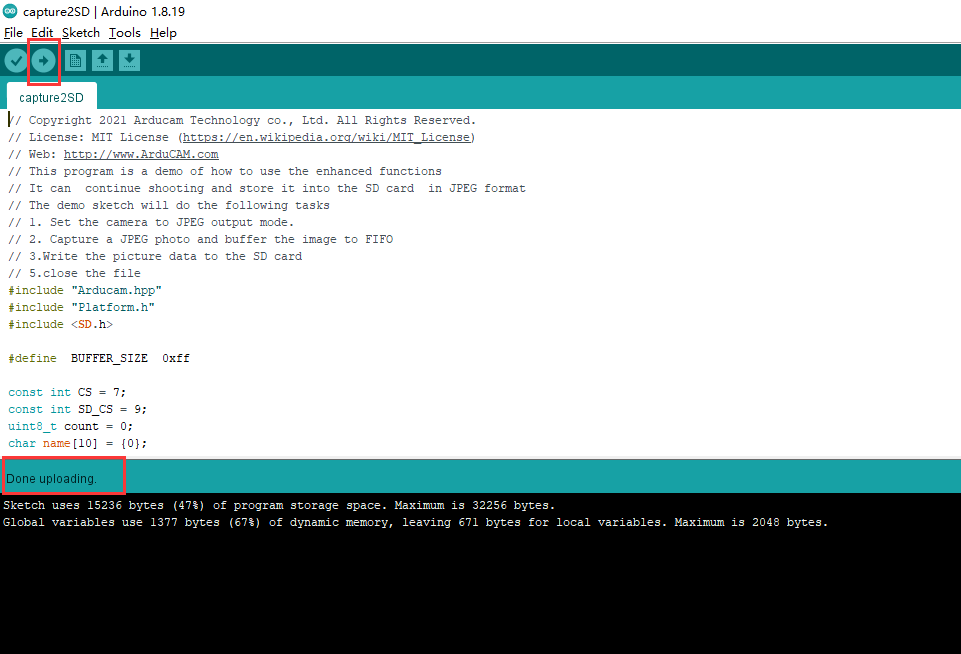 capture2SD | Arduino 1.8.19
File Edit Sketch Tools Help
capture2SD
// Copyright 2021 Arducam Technology co., Ltd. All Rights Reserved.
// License: MIT License (https://en.wikipedia.org/wiki/MIT_License)
// Web: http://www.ArduCAM.com
// This program is a demo of how to use the enhanced functions
// It can  continue shooting and store it into the SD card  in JPEG format
// The demo sketch will do the following tasks
// 1. Set the camera to JPEG output mode.
// 2. Capture a JPEG photo and buffer the image to FIFO
// 3.Write the picture data to the SD card
// 5.close the file
#include "Arducam.hpp"
#include "Platform.h"
#include <SD.h>
#define  BUFFER_SIZE  0xff
const int CS = 7;
const int SD_CS = 9;
uint8_t count = 0;
char name[10] = {0};
Done uploading.
Sketch uses 15236 bytes (47%) of program storage space. Maximum is 32256 bytes.
Global variables use 1377 bytes (67%) of dynamic memory, leaving 671 bytes for local variables. Maximum is 2048 bytes.